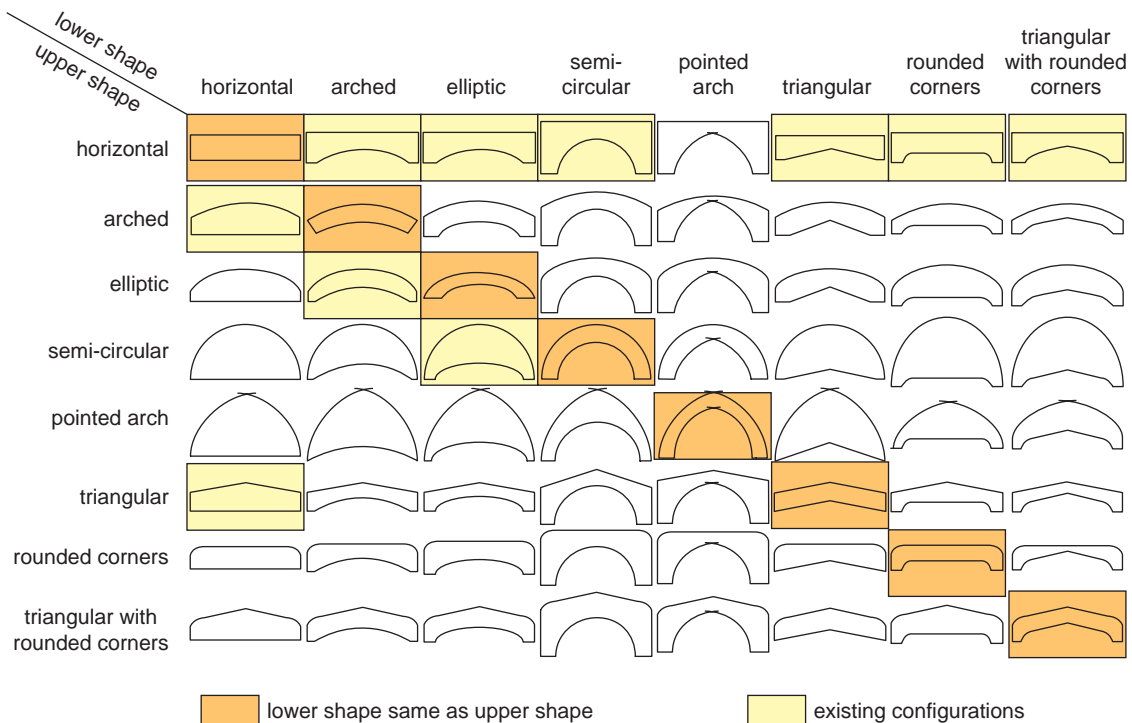 lower shape
upper shape
horizontal
arched
elliptic
semi-
circular
pointed
arch
triangular
rounded
corners
triangular
with rounded
corners
horizontal
arched
elliptic
semi-circular
pointed arch
triangular
rounded corners
triangular with
rounded corners
lower shape same as upper shape
existing configurations